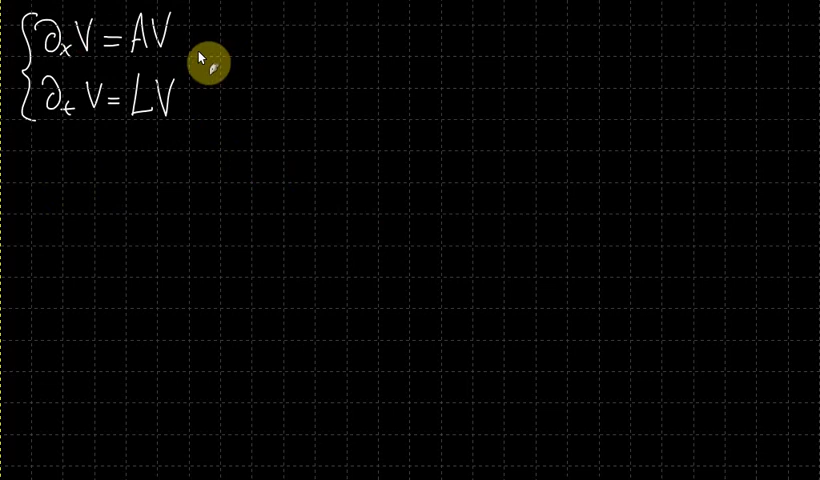 ∂ₓV = AV
∂ₜV = LV